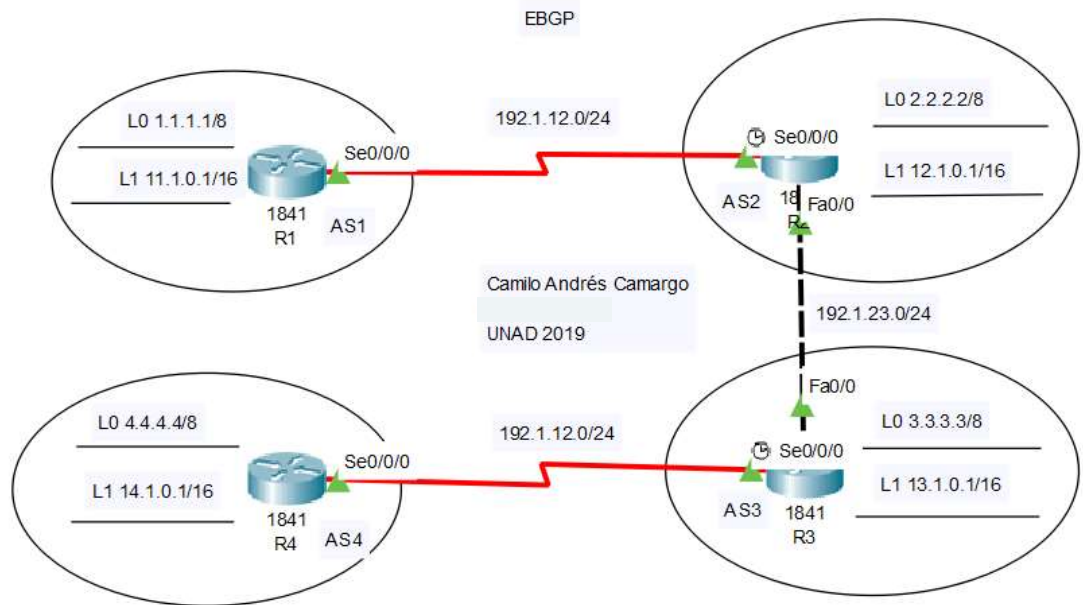 EBGP
L0 1.1.1.1/8
L1 11.1.0.1/16
Se0/0/0
1841
R1
AS1
192.1.12.0/24
Se0/0/0
L0 2.2.2.2/8
L1 12.1.0.1/16
AS2
18
Fa0/0
R2
Camilo Andrés Camargo
UNAD 2019
192.1.23.0/24
Fa0/0
L0 4.4.4.4/8
L1 14.1.0.1/16
Se0/0/0
1841
R4
AS4
192.1.12.0/24
Se0/0/0
L0 3.3.3.3/8
L1 13.1.0.1/16
AS3
1841
R3